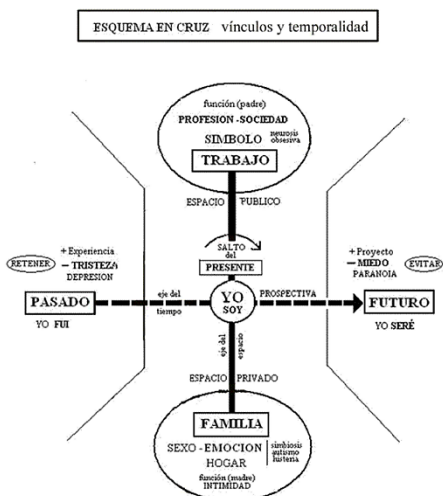 ESQUEMA EN CRUZ vínculos y temporalidad
función (padre)
PROFESION - SOCIEDAD
SIMBOLO neurosis obsesiva
TRABAJO
ESPACIO PUBLICO
SALTO
del
PRESENTE
+ Experiencia
RETENER
– TRISTEZA
DEPRESION
+ Proyecto
– MIEDO
EVITAR
PARANOIA
PASADO
eje del
tiempo
YO
SOY
PROSPECTIVA
FUTURO
YO FUI
YO SERÉ
eje del espacio
ESPACIO PRIVADO
FAMILIA
SEXO - EMOCION
HOGAR
simbiosis
autismo
histeria
función (madre)
INTIMIDAD